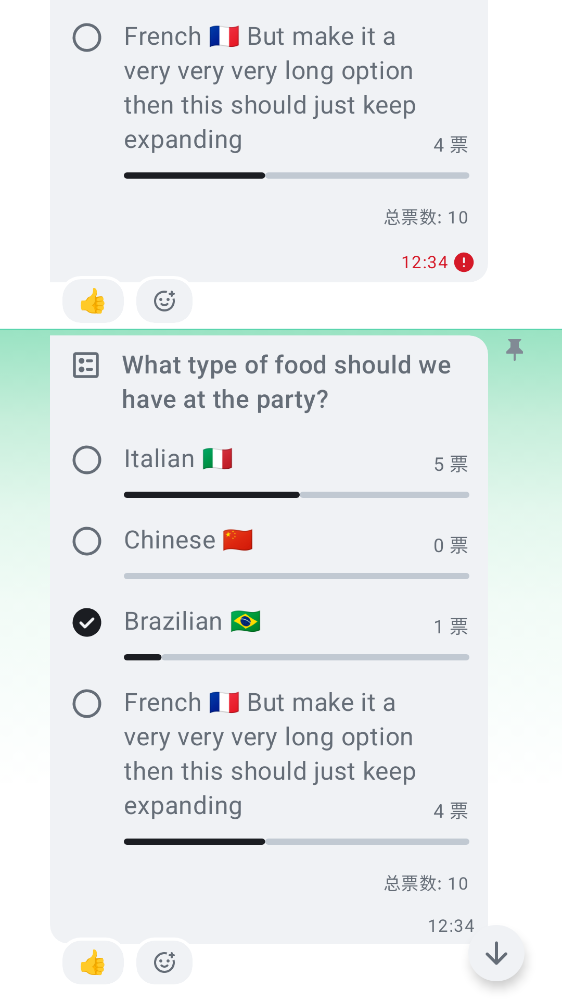 French 🇫🇷 But make it a
very very very long option
then this should just keep
expanding
4 票
总票数: 10
12:34
What type of food should we
have at the party?
Italian 🇮🇹
5 票
Chinese 🇨🇳
0 票
Brazilian 🇧🇷
1 票
French 🇫🇷 But make it a
very very very long option
then this should just keep
expanding
4 票
总票数: 10
12:34